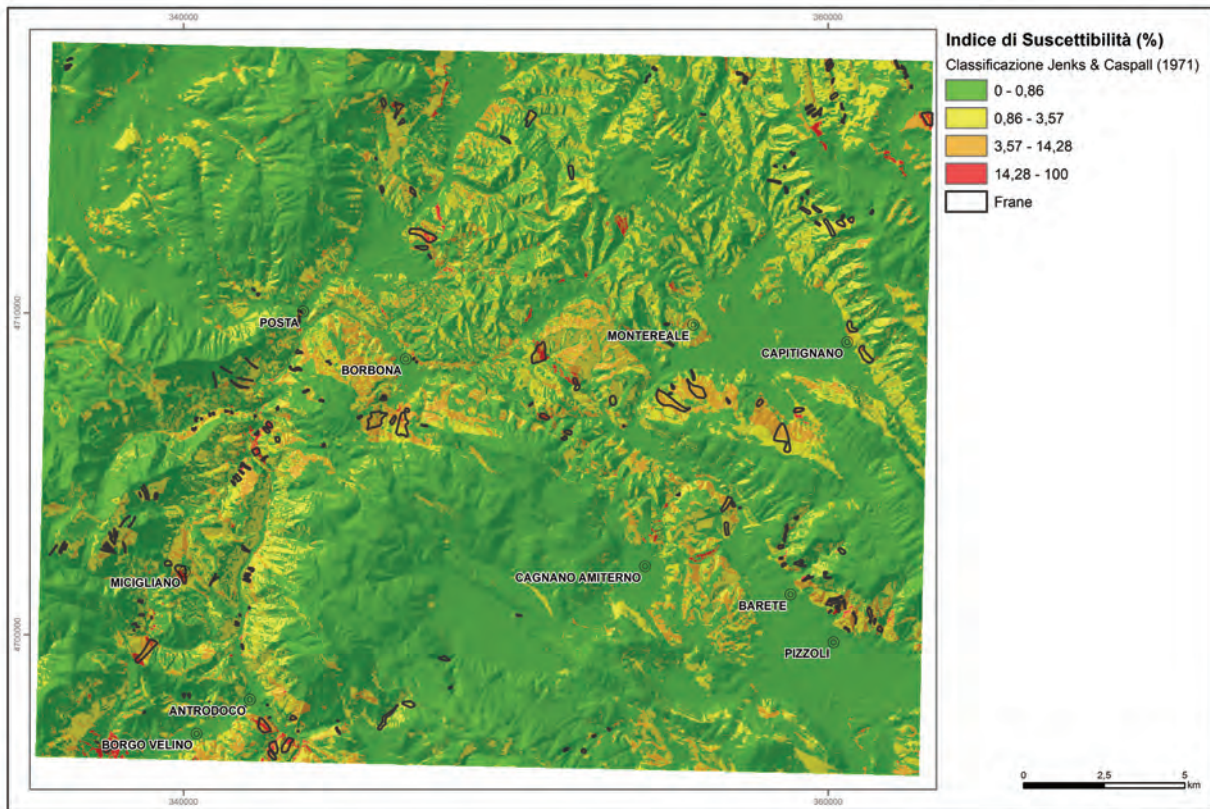 340000
360000
Indice di Suscettibilità (%)
Classificazione Jenks & Caspall (1971)
0 - 0,86
0,86 - 3,57
3,57 - 14,28
14,28 - 100
Frane
4710000
POSTA
MONTEREALE
CAPITIGNANO
BORBONA
CAGNANO AMITERNO
MICIGLIANO
BARETE
4700000
PIZZOLI
ANTRODOCO
BORGO VELINO
0 2,5 5
km
340000
360000